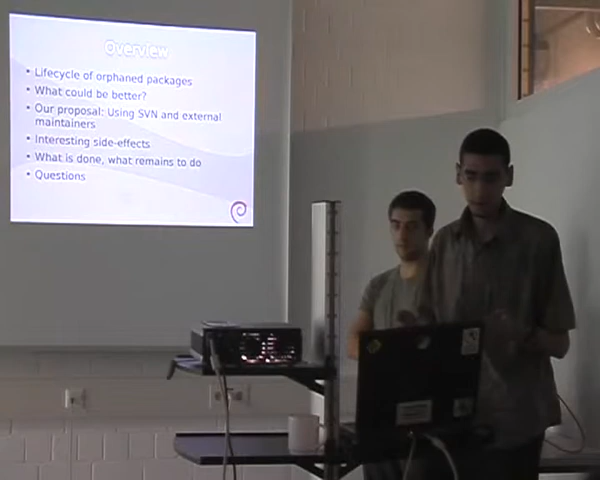 Overview
• Lifecycle of orphaned packages
• What could be better?
• Our proposal: Using SVN and external
maintainers
• Interesting side-effects
• What is done, what remains to do
• Questions